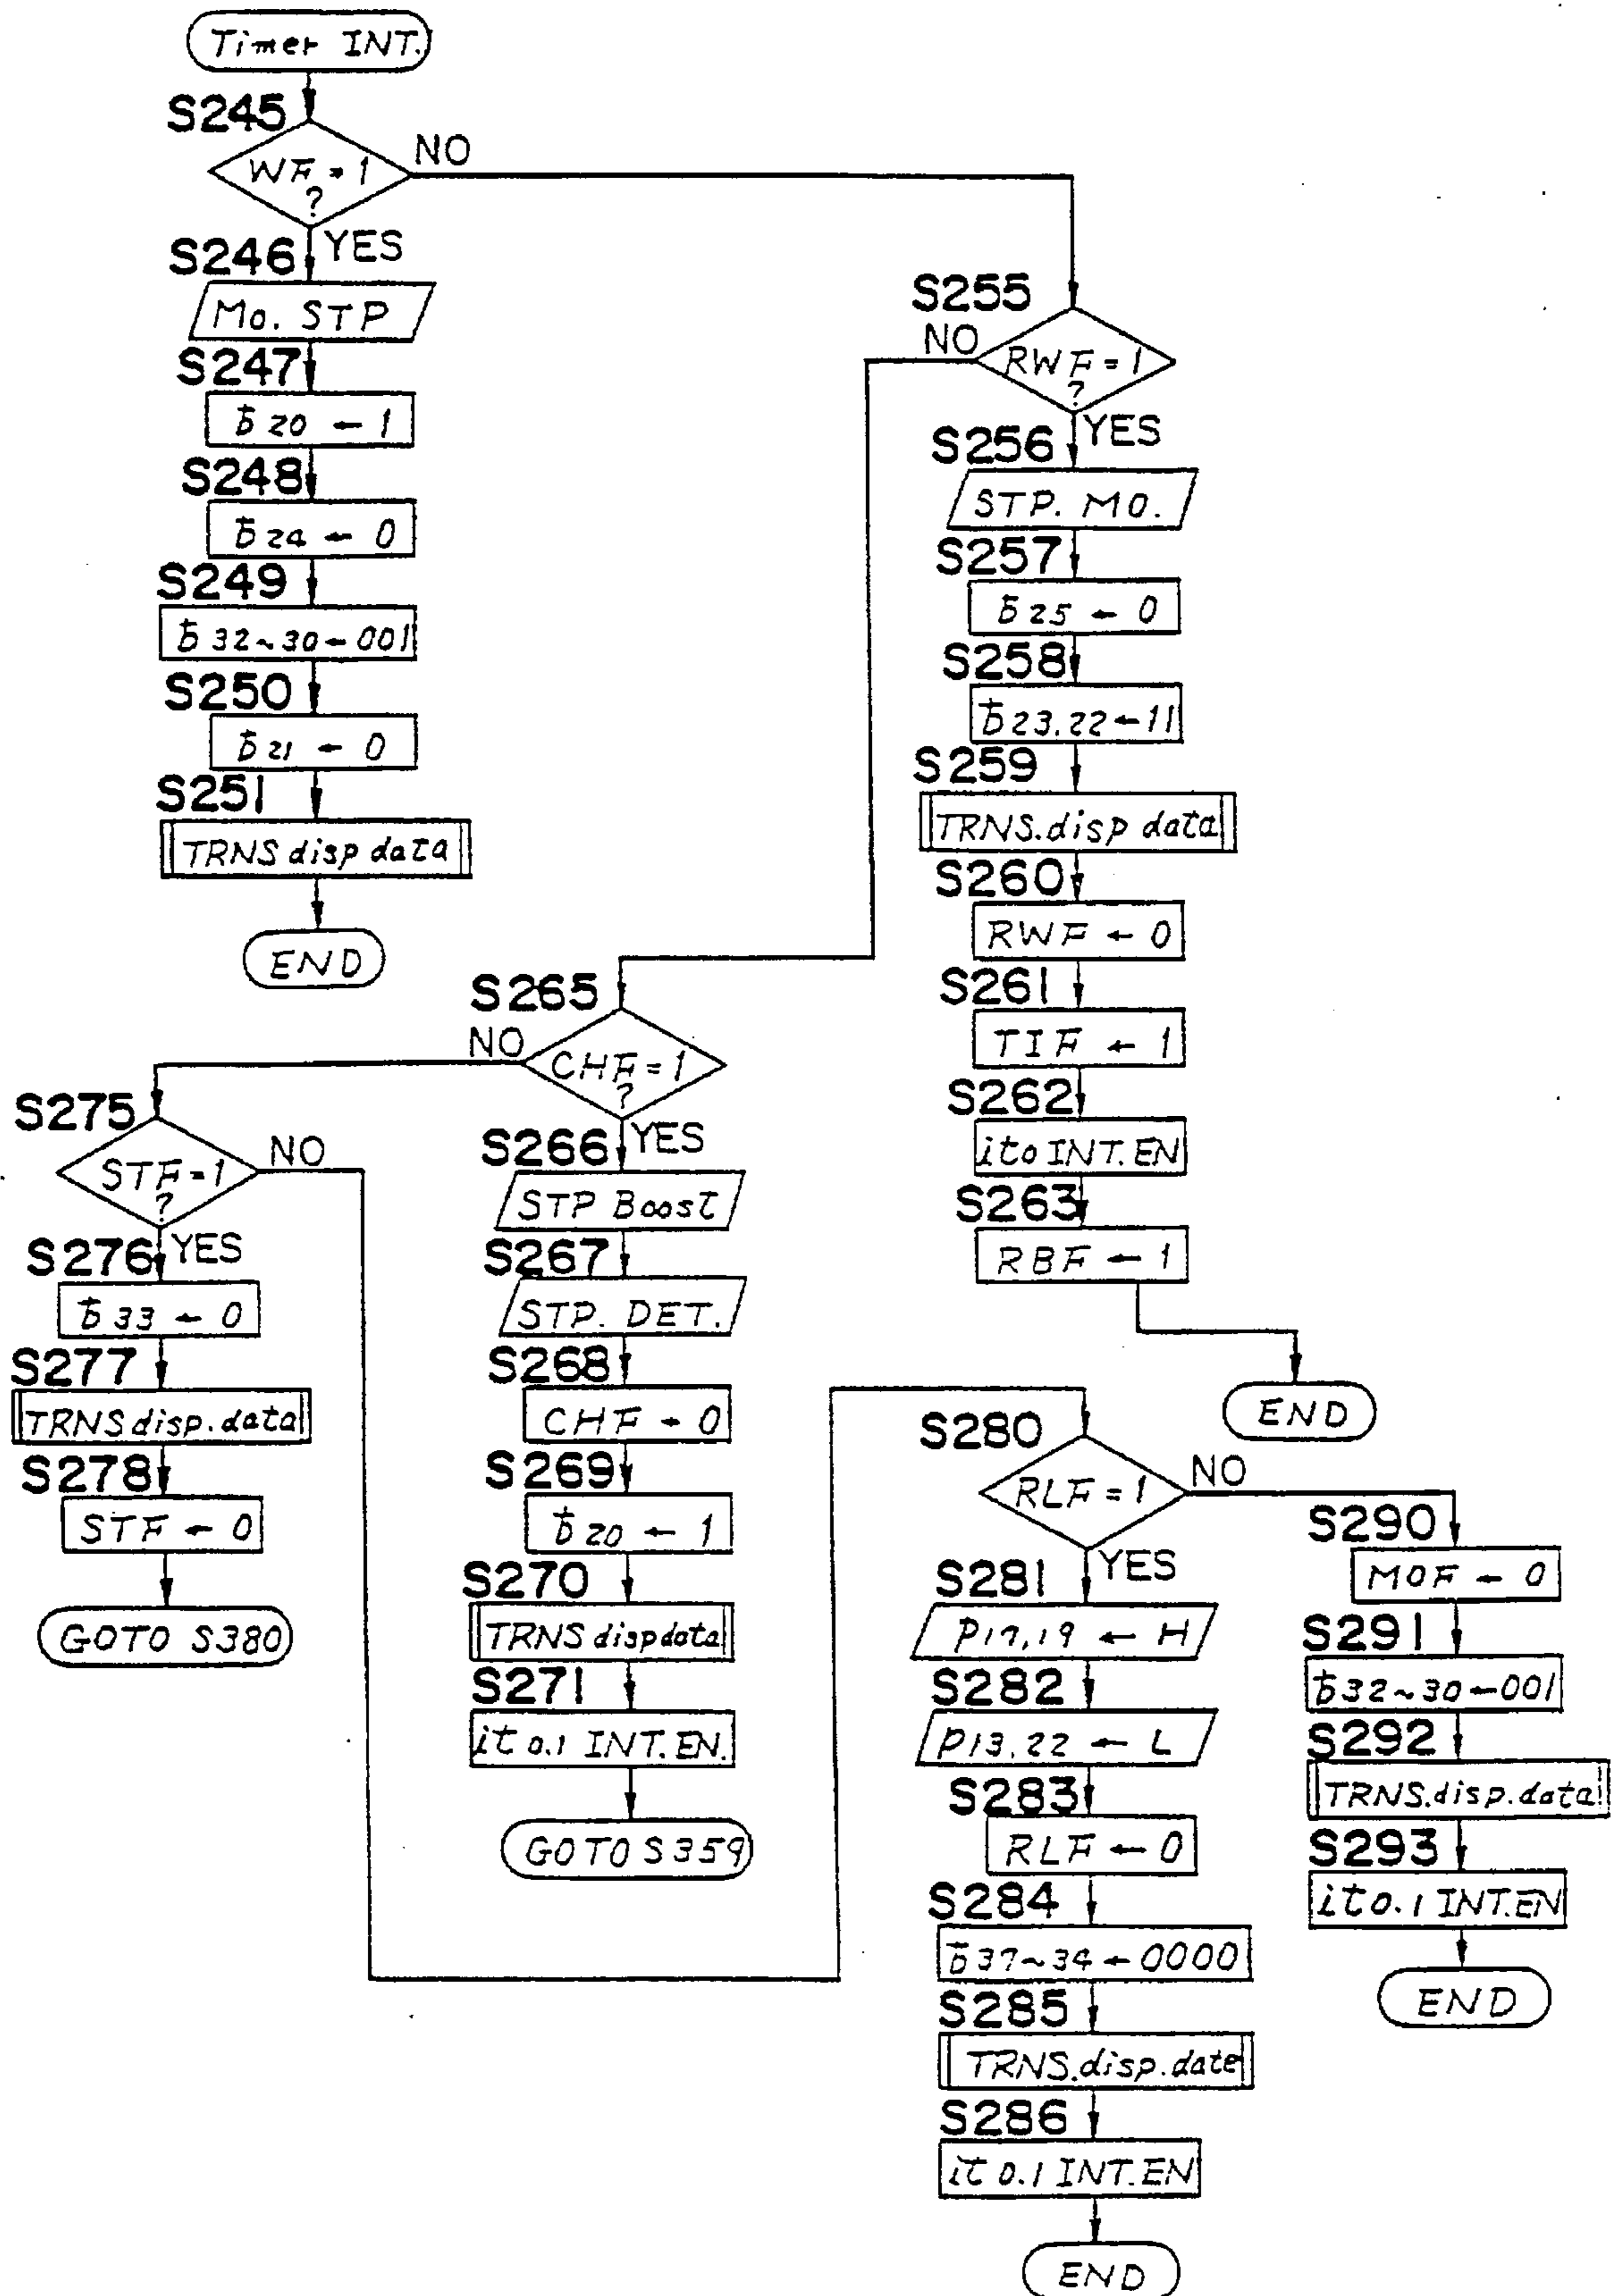 Timer INT.
S245
WF = 1
?
NO
YES
S246
Mo. STP
S247
b20 ← 1
S248
b24 ← 0
S249
b32~30←001
S250
b21 ← 0
S251
TRNS disp data
END
S255
RWF = 1
?
NO
YES
S256
STP. MO.
S257
b25 ← 0
S258
b23,22←11
S259
TRNS.disp data
S260
RWF ← 0
S261
TIF ← 1
S262
ito INT.EN
S263
RBF ← 1
END
S265
CHF = 1
?
NO
YES
S266
STP Boost
S267
STP. DET.
S268
CHF ← 0
S269
b20 ← 1
S270
TRNS disp data
S271
it 0.1 INT.EN.
GOTO S359
S275
STF = 1
?
NO
YES
S276
b33 ← 0
S277
TRNS disp.data
S278
STF ← 0
GOTO S380
S280
RLF = 1
NO
YES
S281
P17,19 ← H
S282
P13,22 ← L
S283
RLF ← 0
S284
b37~34←0000
S285
TRNS.disp.date
S286
it 0.1 INT.EN
END
S290
MOF ← 0
S291
b32~30←001
S292
TRNS.disp.data
S293
it0.1 INT.EN
END